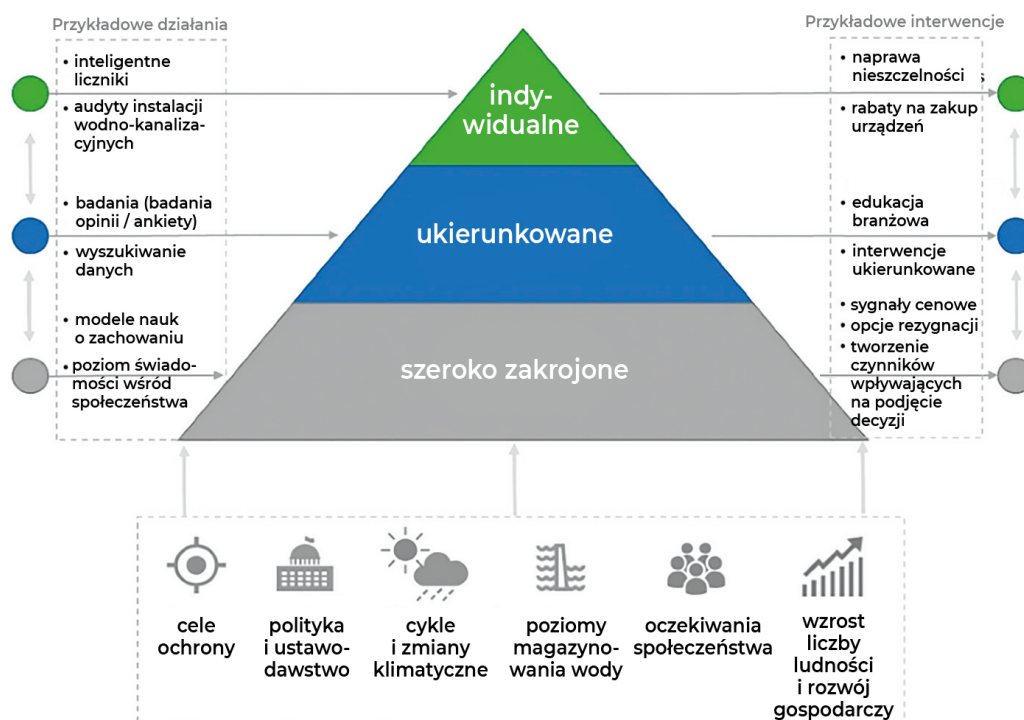 Przykładowe działania
• inteligentne
liczniki
• audyty instalacji
wodno-kanaliza-
cyjnych
• badania (badania
opinii / ankiety)
• wyszukiwanie
danych
• modele nauk
o zachowaniu
• poziom świado-
mości wśród
społeczeństwa
indy-
widualne
ukierunkowane
szeroko zakrojone
Przykładowe interwencje
• naprawa
nieszczelności
• rabaty na zakup
urządzeń
• edukacja
branżowa
• interwencje
ukierunkowane
• sygnały cenowe
• opcje rezygnacji
• tworzenie
czynników
wpływających
na podjęcie
decyzji
cele
ochrony
polityka
i ustawo-
dawstwo
cykle
i zmiany
klimatyczne
poziomy
magazyno-
wania wody
oczekiwania
społeczeństwa
wzrost
liczby
ludności
i rozwój
gospodarczy